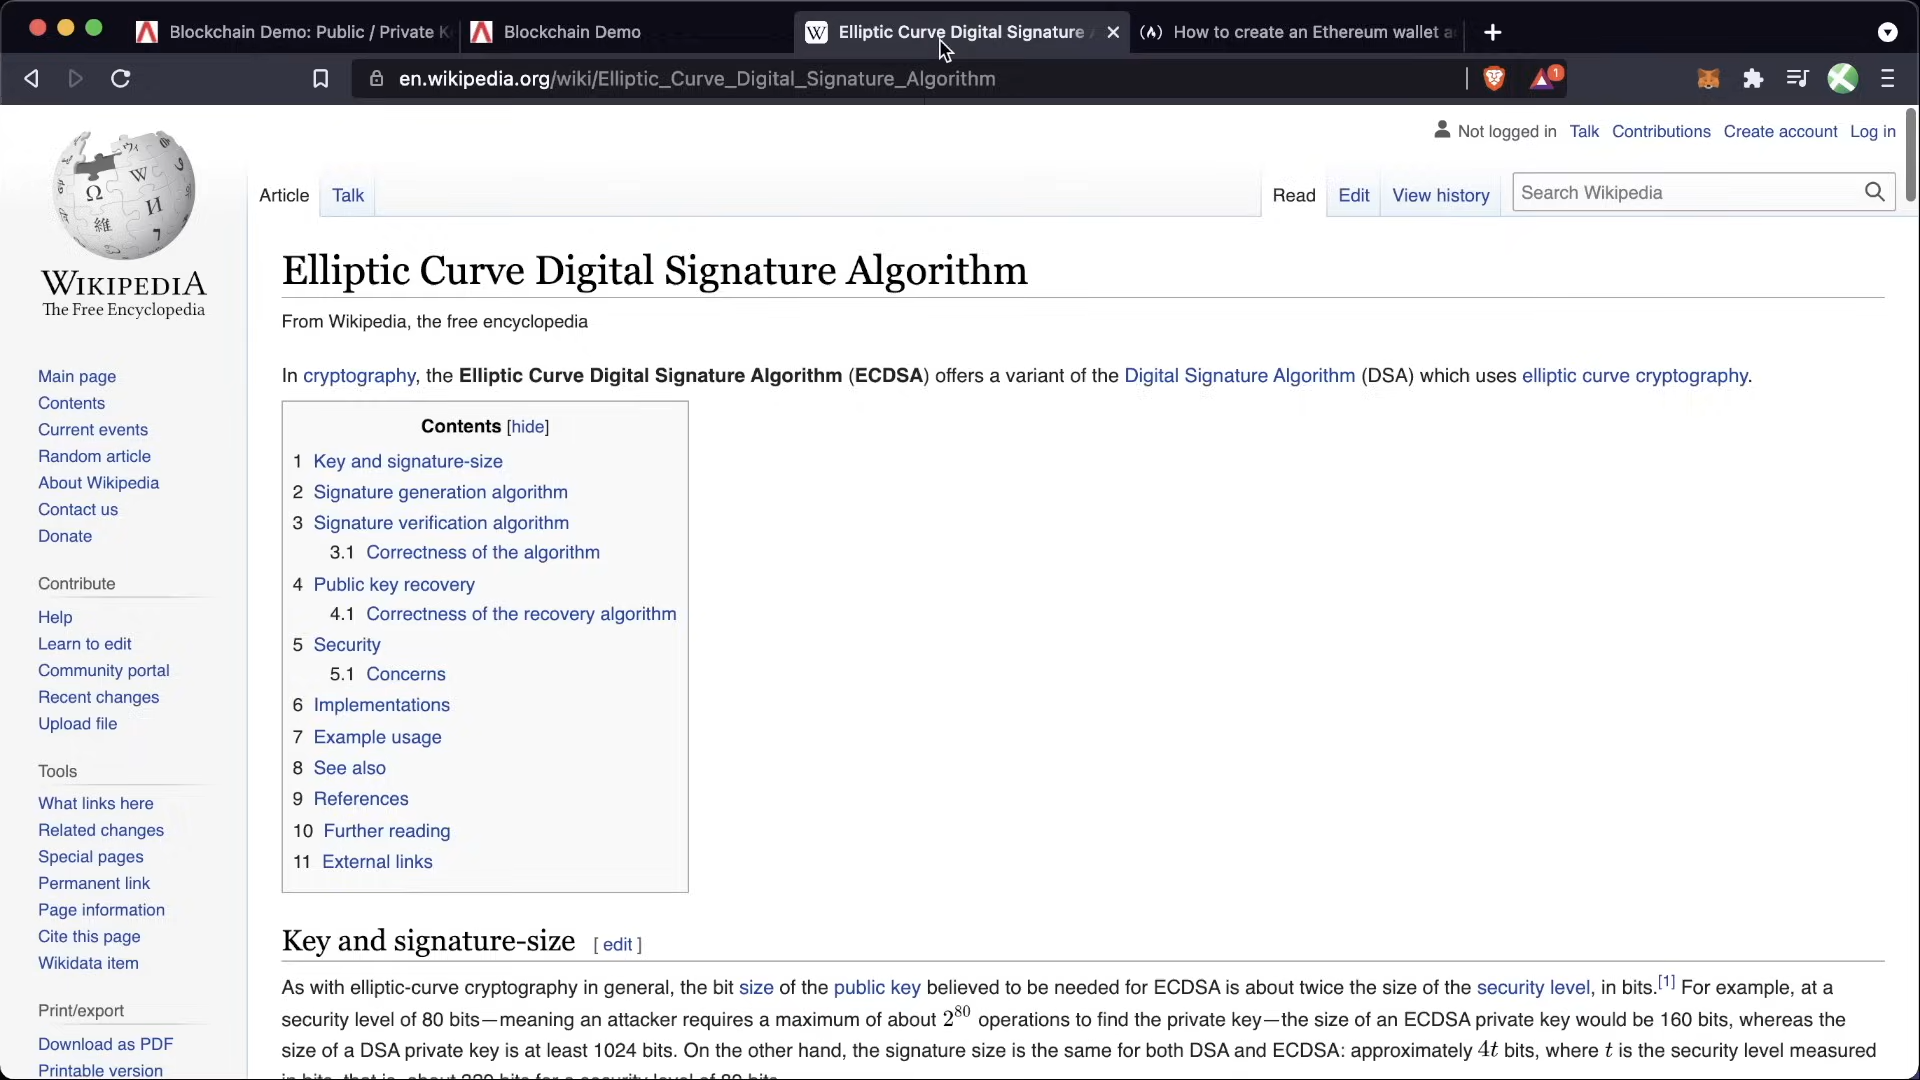 Blockchain Demo: Public / Private K
Blockchain Demo
Elliptic Curve Digital Signature A
How to create an Ethereum wallet a
en.wikipedia.org/wiki/Elliptic_Curve_Digital_Signature_Algorithm
1
Not logged in Talk Contributions Create account Log in
Article Talk
Read Edit View history
Search Wikipedia
WIKIPEDIA
The Free Encyclopedia
Main page
Contents
Current events
Random article
About Wikipedia
Contact us
Donate
Contribute
Help
Learn to edit
Community portal
Recent changes
Upload file
Tools
What links here
Related changes
Special pages
Permanent link
Page information
Cite this page
Wikidata item
Print/export
Download as PDF
Printable version
Elliptic Curve Digital Signature Algorithm
From Wikipedia, the free encyclopedia
In cryptography, the Elliptic Curve Digital Signature Algorithm (ECDSA) offers a variant of the Digital Signature Algorithm (DSA) which uses elliptic curve cryptography.
Contents [hide]
1 Key and signature-size
2 Signature generation algorithm
3 Signature verification algorithm
3.1 Correctness of the algorithm
4 Public key recovery
4.1 Correctness of the recovery algorithm
5 Security
5.1 Concerns
6 Implementations
7 Example usage
8 See also
9 References
10 Further reading
11 External links
Key and signature-size [ edit ]
As with elliptic-curve cryptography in general, the bit size of the public key believed to be needed for ECDSA is about twice the size of the security level, in bits.[1] For example, at a
security level of 80 bits—meaning an attacker requires a maximum of about 2^80 operations to find the private key—the size of an ECDSA private key would be 160 bits, whereas the
size of a DSA private key is at least 1024 bits. On the other hand, the signature size is the same for both DSA and ECDSA: approximately 4t bits, where t is the security level measured
in bits, that is, about 320 bits for a security level of 80 bits.